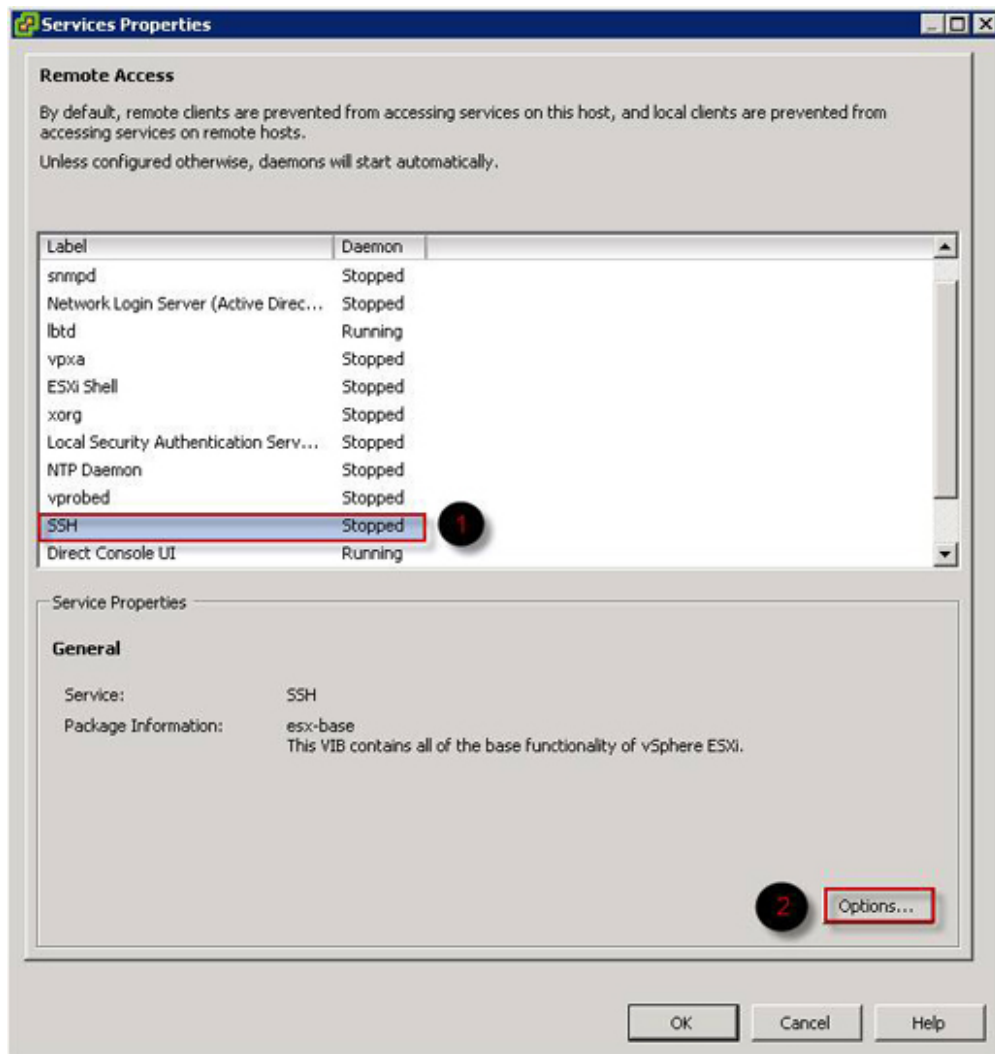 Services Properties
Remote Access
By default, remote clients are prevented from accessing services on this host, and local clients are prevented from
accessing services on remote hosts.
Unless configured otherwise, daemons will start automatically.
Label Daemon
snmpd Stopped
Network Login Server (Active Direc... Stopped
lbtd Running
vpxa Stopped
ESXi Shell Stopped
xorg Stopped
Local Security Authentication Serv... Stopped
NTP Daemon Stopped
vprobed Stopped
SSH Stopped 1
Direct Console UI Running
Service Properties
General
Service: SSH
Package Information: esx-base
This VIB contains all of the base functionality of vSphere ESXi.
2 Options...
OK Cancel Help